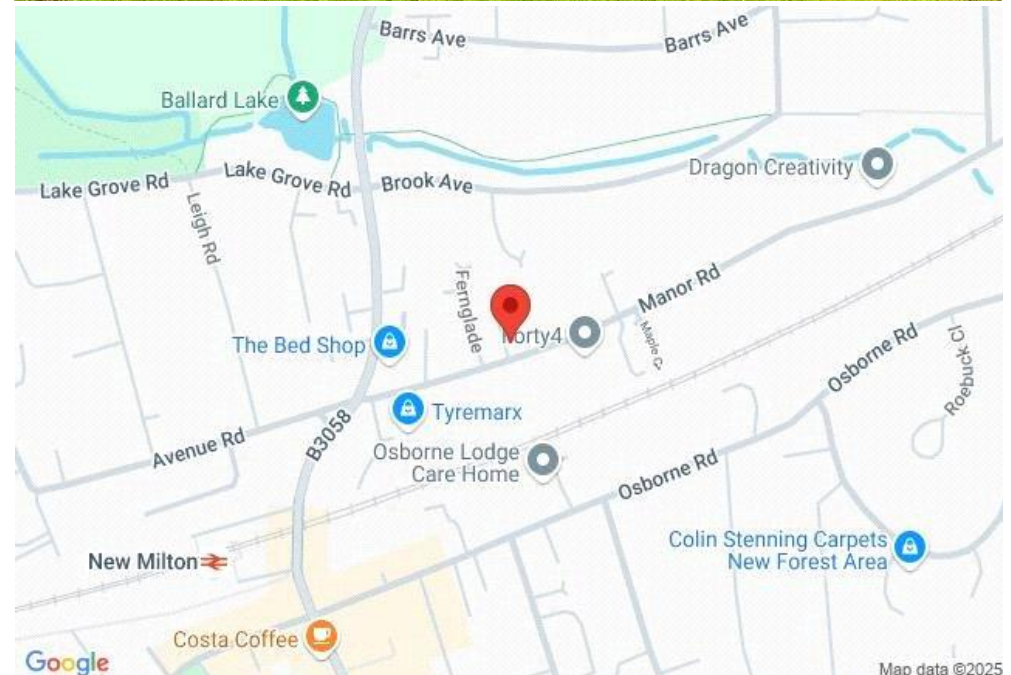 Barrs Ave
Barrs Ave
Ballard Lake
Dragon Creativity
Lake Grove Rd
Lake Grove Rd
Brook Ave
Leigh Rd
Fernglade
Manor Rd
The Bed Shop
Forty4
Maple Cl
Osborne Rd
Roebuck Cl
Tyremarx
B3058
Avenue Rd
Osborne Lodge
Care Home
Osborne Rd
Colin Stenning Carpets
New Forest Area
New Milton
Costa Coffee
Google
Map data ©2025